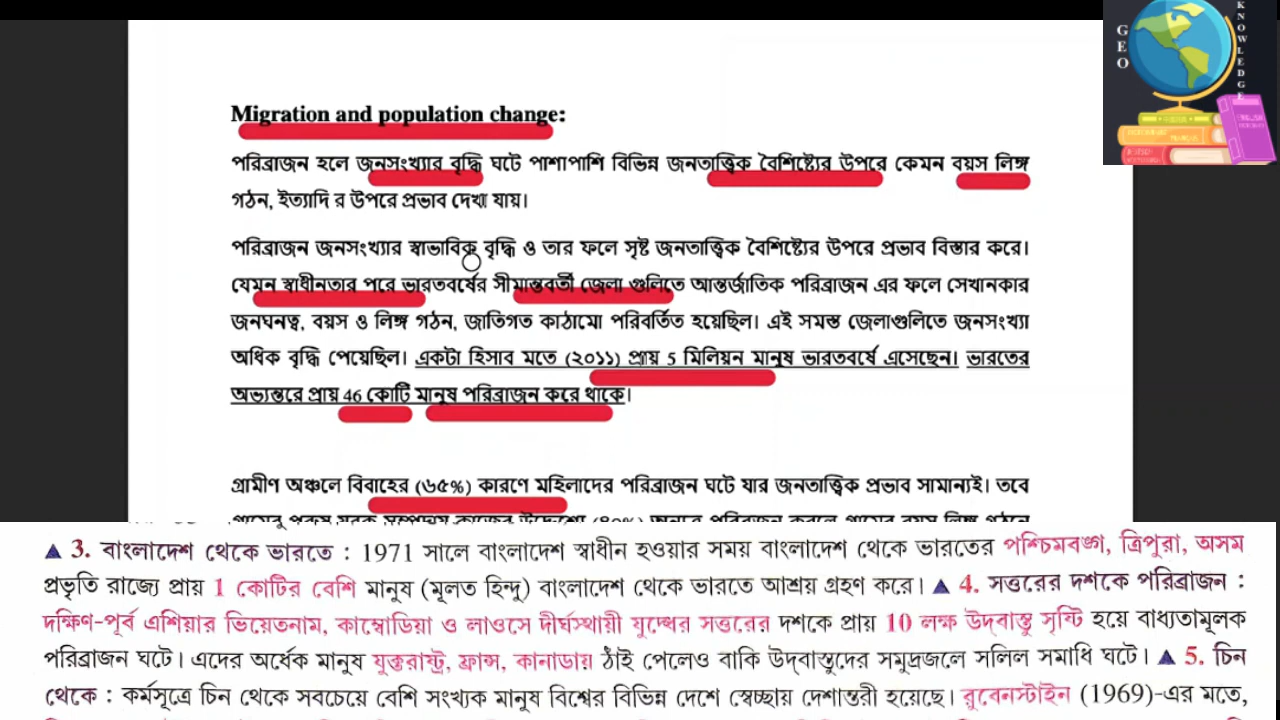 GEO
KNOWLEDGE
Migration and population change:
পরিব্রাজন হলে জনসংখ্যার বৃদ্ধি ঘটে পাশাপাশি বিভিন্ন জনতাত্ত্বিক বৈশিষ্ট্যের উপরে কেমন বয়স লিঙ্গ
গঠন, ইত্যাদি র উপরে প্রভাব দেখা যায়।
পরিব্রাজন জনসংখ্যার স্বাভাবিক বৃদ্ধি ও তার ফলে সৃষ্ট জনতাত্ত্বিক বৈশিষ্ট্যের উপরে প্রভাব বিস্তার করে।
যেমন স্বাধীনতার পরে ভারতবর্ষের সীমান্তবর্তী জেলা গুলিতে আন্তর্জাতিক পরিব্রাজন এর ফলে সেখানকার
জনঘনত্ব, বয়স ও লিঙ্গ গঠন, জাতিগত কাঠামো পরিবর্তিত হয়েছিল। এই সমস্ত জেলাগুলিতে জনসংখ্যা
অধিক বৃদ্ধি পেয়েছিল। একটা হিসাব মতে (২০১১) প্রায় 5 মিলিয়ন মানুষ ভারতবর্ষে এসেছেন। ভারতের
অভ্যন্তরে প্রায় 46 কোটি মানুষ পরিব্রাজন করে থাকে।
গ্রামীণ অঞ্চলে বিবাহের (৬৫%) কারণে মহিলাদের পরিব্রাজন ঘটে যার জনতাত্ত্বিক প্রভাব সামান্যই। তবে
▲ 3. বাংলাদেশ থেকে ভারতে : 1971 সালে বাংলাদেশ স্বাধীন হওয়ার সময় বাংলাদেশ থেকে ভারতের পশ্চিমবঙ্গ, ত্রিপুরা, অসম
প্রভৃতি রাজ্যে প্রায় 1 কোটির বেশি মানুষ (মূলত হিন্দু) বাংলাদেশ থেকে ভারতে আশ্রয় গ্রহণ করে। ▲ 4. সত্তরের দশকে পরিব্রাজন :
দক্ষিণ-পূর্ব এশিয়ার ভিয়েতনাম, কাম্বোডিয়া ও লাওসে দীর্ঘস্থায়ী যুদ্ধের সত্তরের দশকে প্রায় 10 লক্ষ উদ্‌বাস্তু সৃষ্টি হয়ে বাধ্যতামূলক
পরিব্রাজন ঘটে। এদের অর্ধেক মানুষ যুক্তরাষ্ট্র, ফ্রান্স, কানাডায় ঠাঁই পেলেও বাকি উদ্‌বাস্তুদের সমুদ্রজলে সলিল সমাধি ঘটে। ▲ 5. চিন
থেকে : কর্মসূত্রে চিন থেকে সবচেয়ে বেশি সংখ্যক মানুষ বিশ্বের বিভিন্ন দেশে স্বেচ্ছায় দেশান্তরী হয়েছে। রুবেনস্টাইন (1969)-এর মতে,